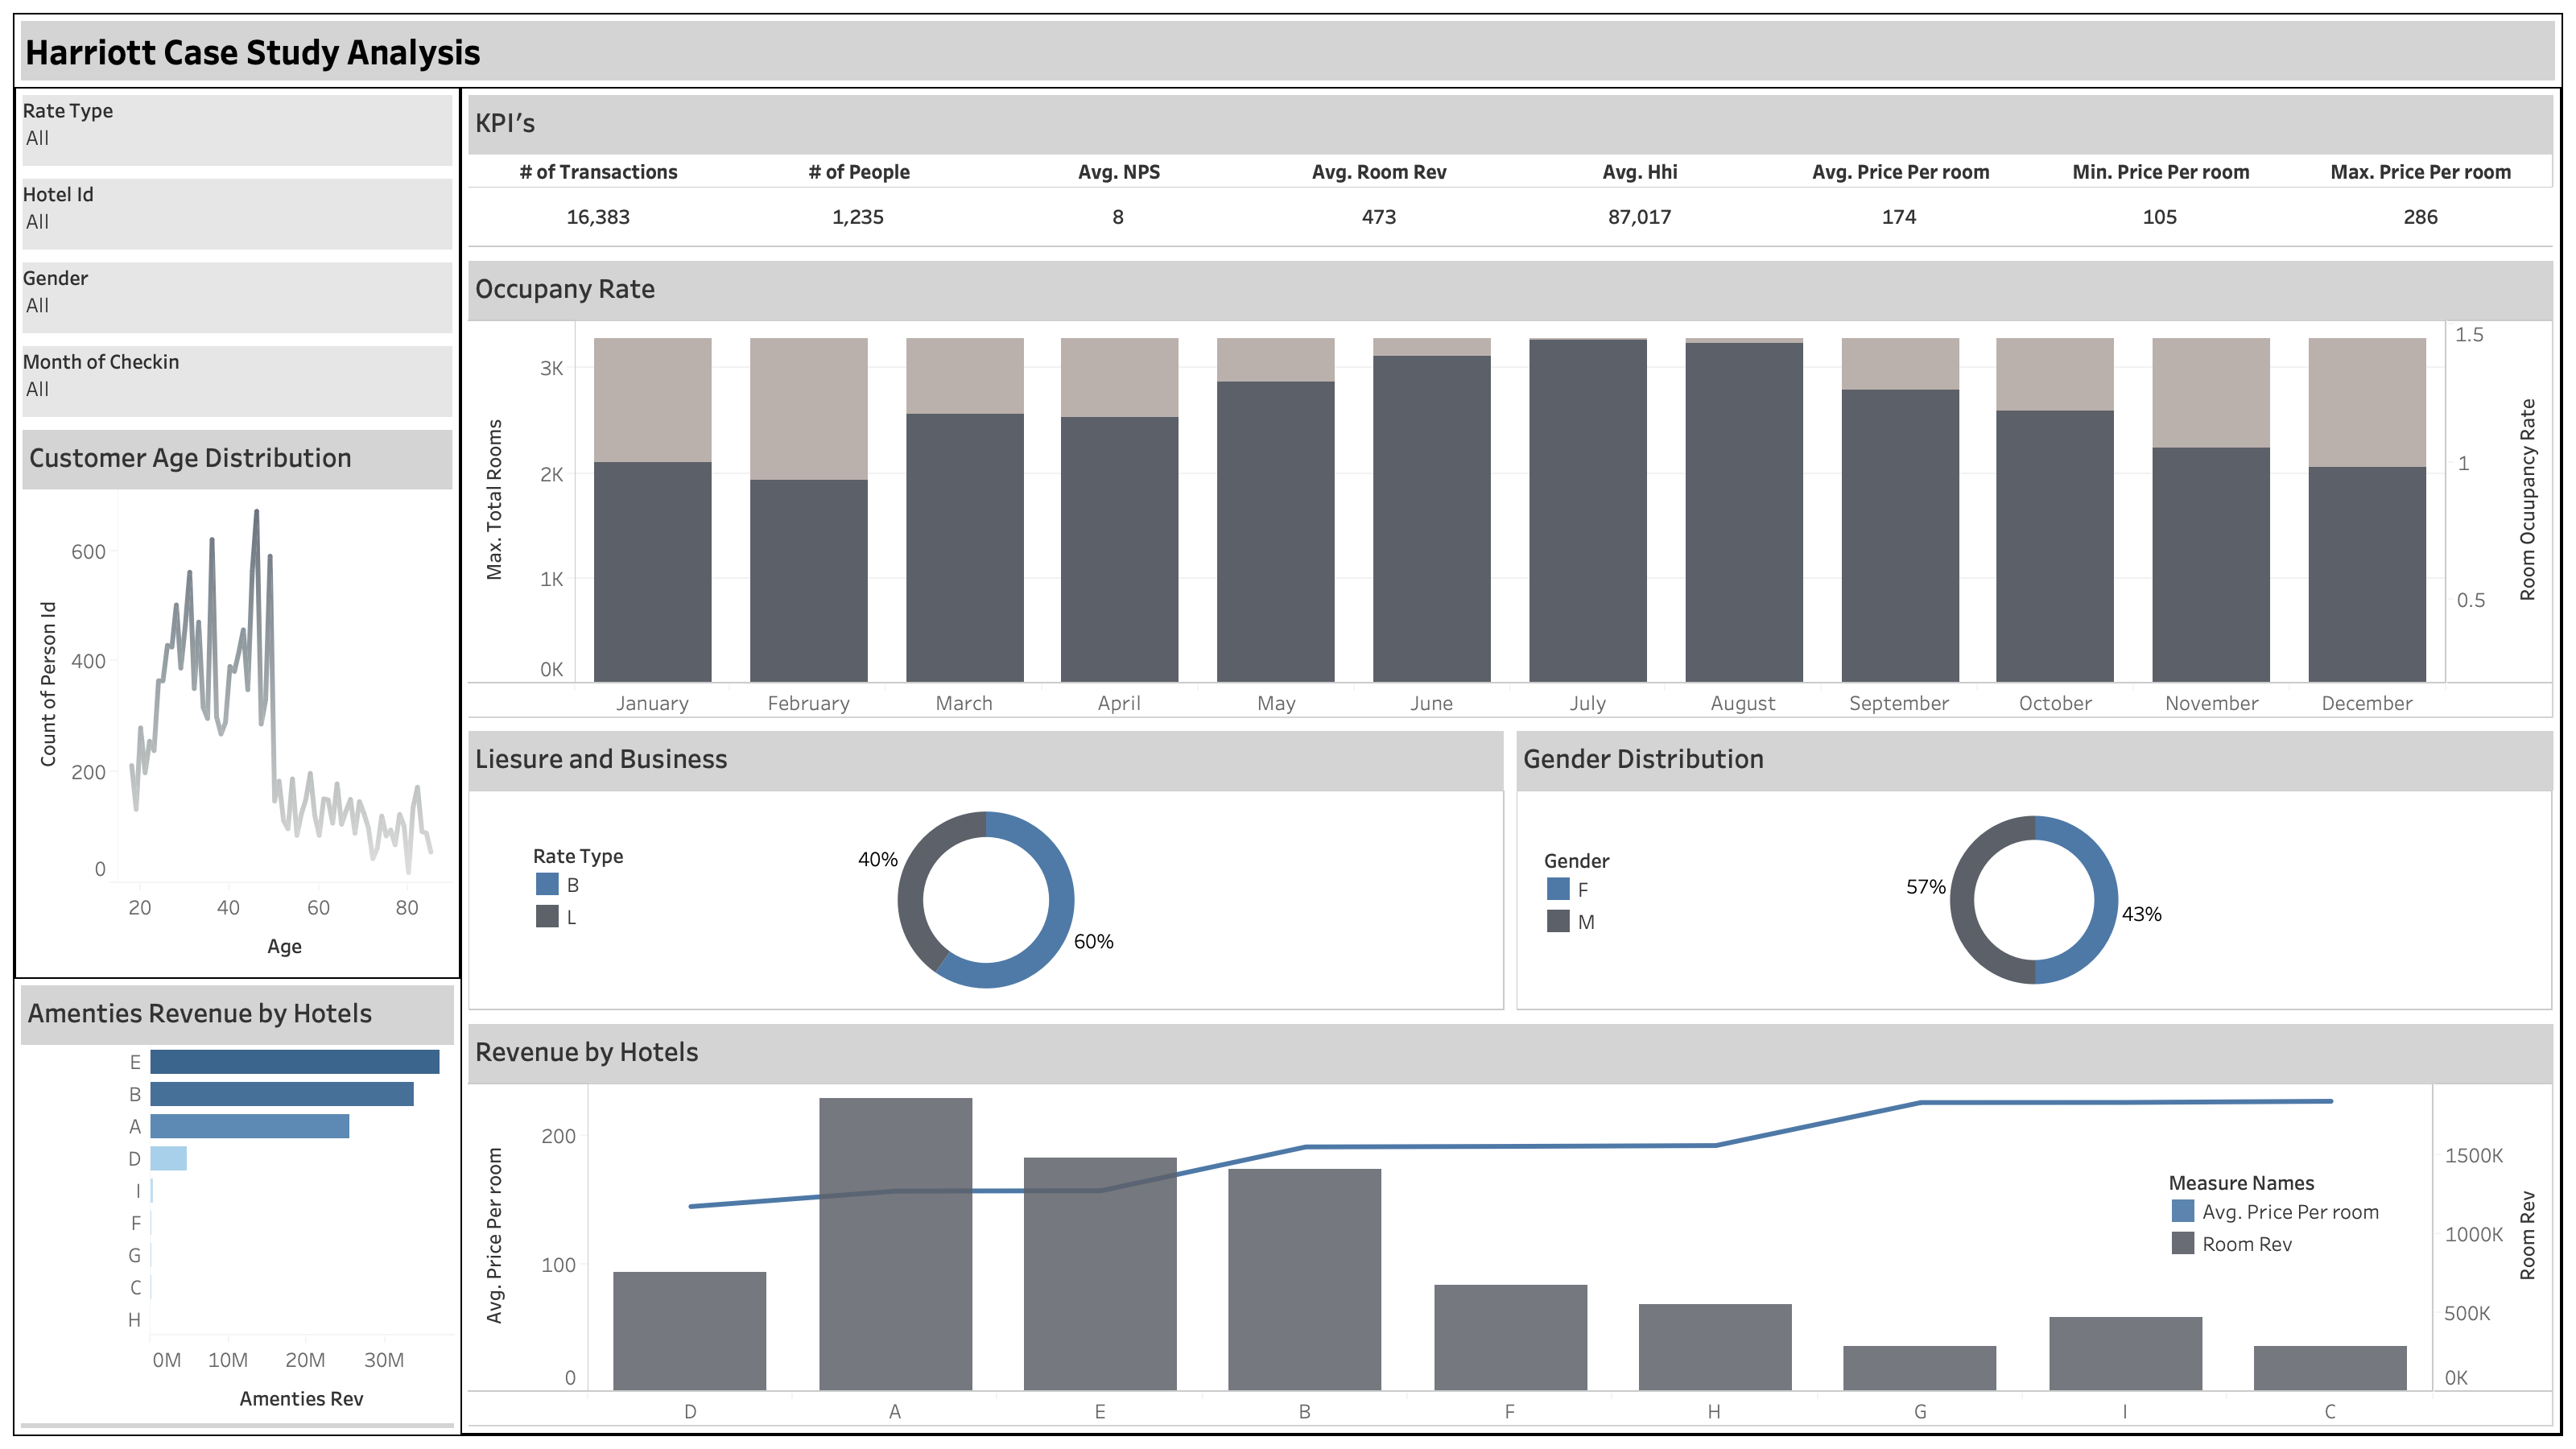 Harriott Case Study Analysis
Rate Type
All
Hotel Id
All
Gender
All
Month of Checkin
All
Customer Age Distribution
Count of Person Id
600
400
200
0
20 40 60 80
Age
Amenties Revenue by Hotels
E
B
A
D
I
F
G
C
H
0M 10M 20M 30M
Amenties Rev
KPI's
# of Transactions # of People Avg. NPS Avg. Room Rev Avg. Hhi Avg. Price Per room Min. Price Per room Max. Price Per room
16,383 1,235 8 473 87,017 174 105 286
Occupany Rate
Max. Total Rooms
3K
2K
1K
0K
1.5
1
0.5
Room Ocuupancy Rate
January February March April May June July August September October November December
Liesure and Business
Rate Type
B
L
40%
60%
Gender Distribution
Gender
F
M
57%
43%
Revenue by Hotels
Avg. Price Per room
200
100
0
Measure Names
Avg. Price Per room
Room Rev
1500K
1000K
500K
0K
Room Rev
D A E B F H G I C